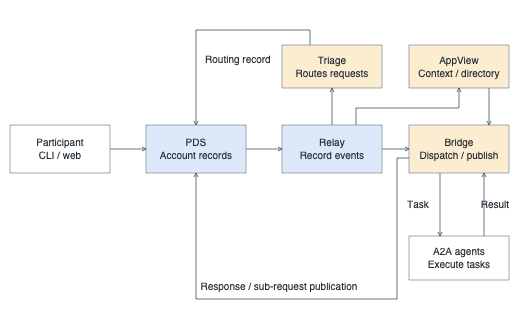 Routing record
Triage
Routes requests
AppView
Context / directory
Participant
CLI / web
PDS
Account records
Relay
Record events
Bridge
Dispatch / publish
Task
Result
A2A agents
Execute tasks
Response / sub-request publication